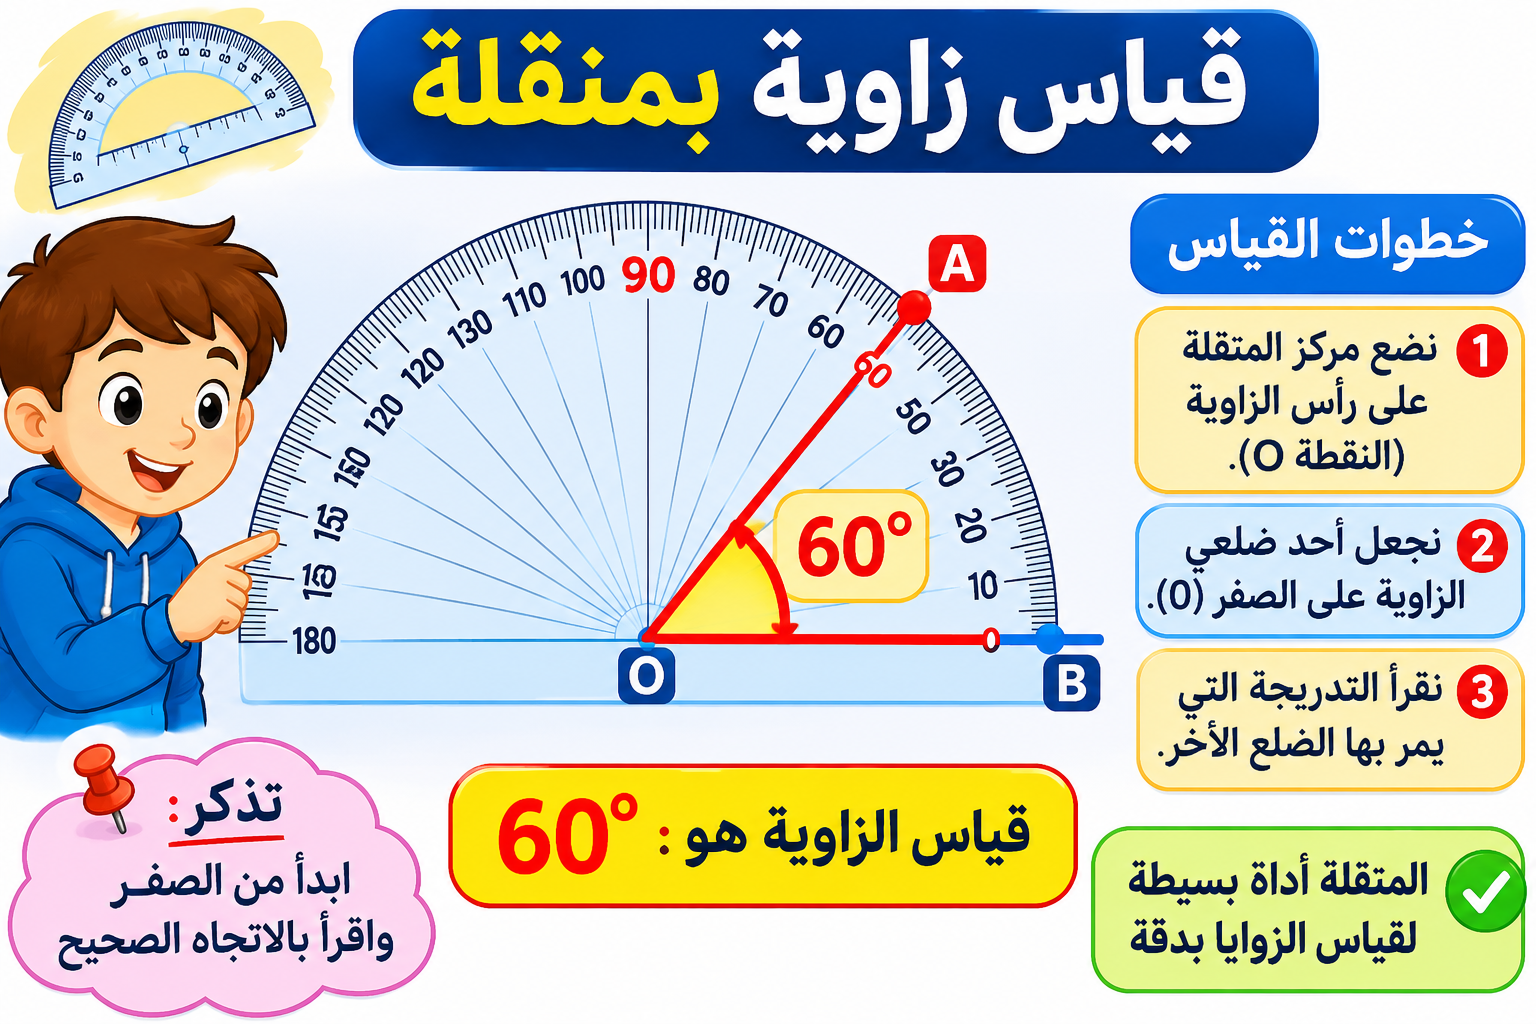 قياس زاوية بمنقلة
90
100
110
130
120
120
180
80
70
60
60
50
30
20
10
0
A
60°
O
B
خطوات القياس
1
نضع مركز المتقلة
على رأس الزاوية
(النقطة O).
2
نجعل أحد ضلعي
الزاوية على الصفر (0).
3
نقرأ التدريجة التي
يمر بها الضلع الأخر.
تذكر:
ابدأ من الصفـر
واقرأ بالاتجاه الصحيح
قياس الزاوية هو : 60°
المتقلة أداة بسيطة
لقياس الزوايا بدقة